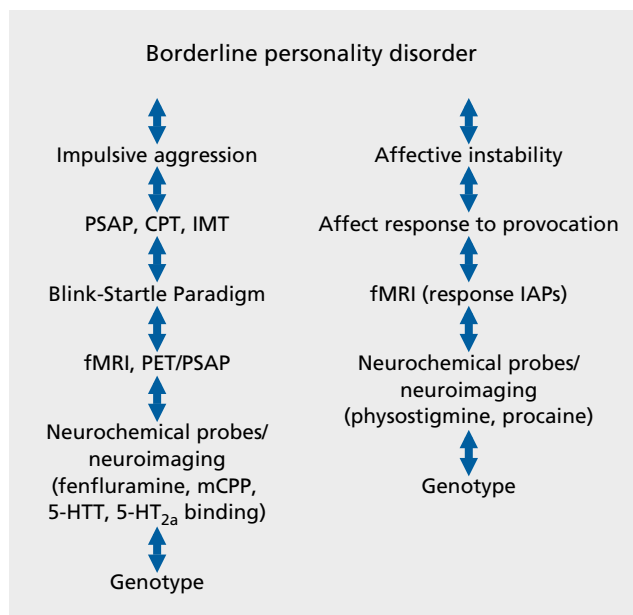 Borderline personality disorder
Impulsive aggression
PSAP, CPT, IMT
Blink-Startle Paradigm
fMRI, PET/PSAP
Neurochemical probes/
neuroimaging
(fenfluramine, mCPP,
5-HTT, 5-HT2a binding)
Genotype
Affective instability
Affect response to provocation
fMRI (response IAPs)
Neurochemical probes/
neuroimaging
(physostigmine, procaine)
Genotype